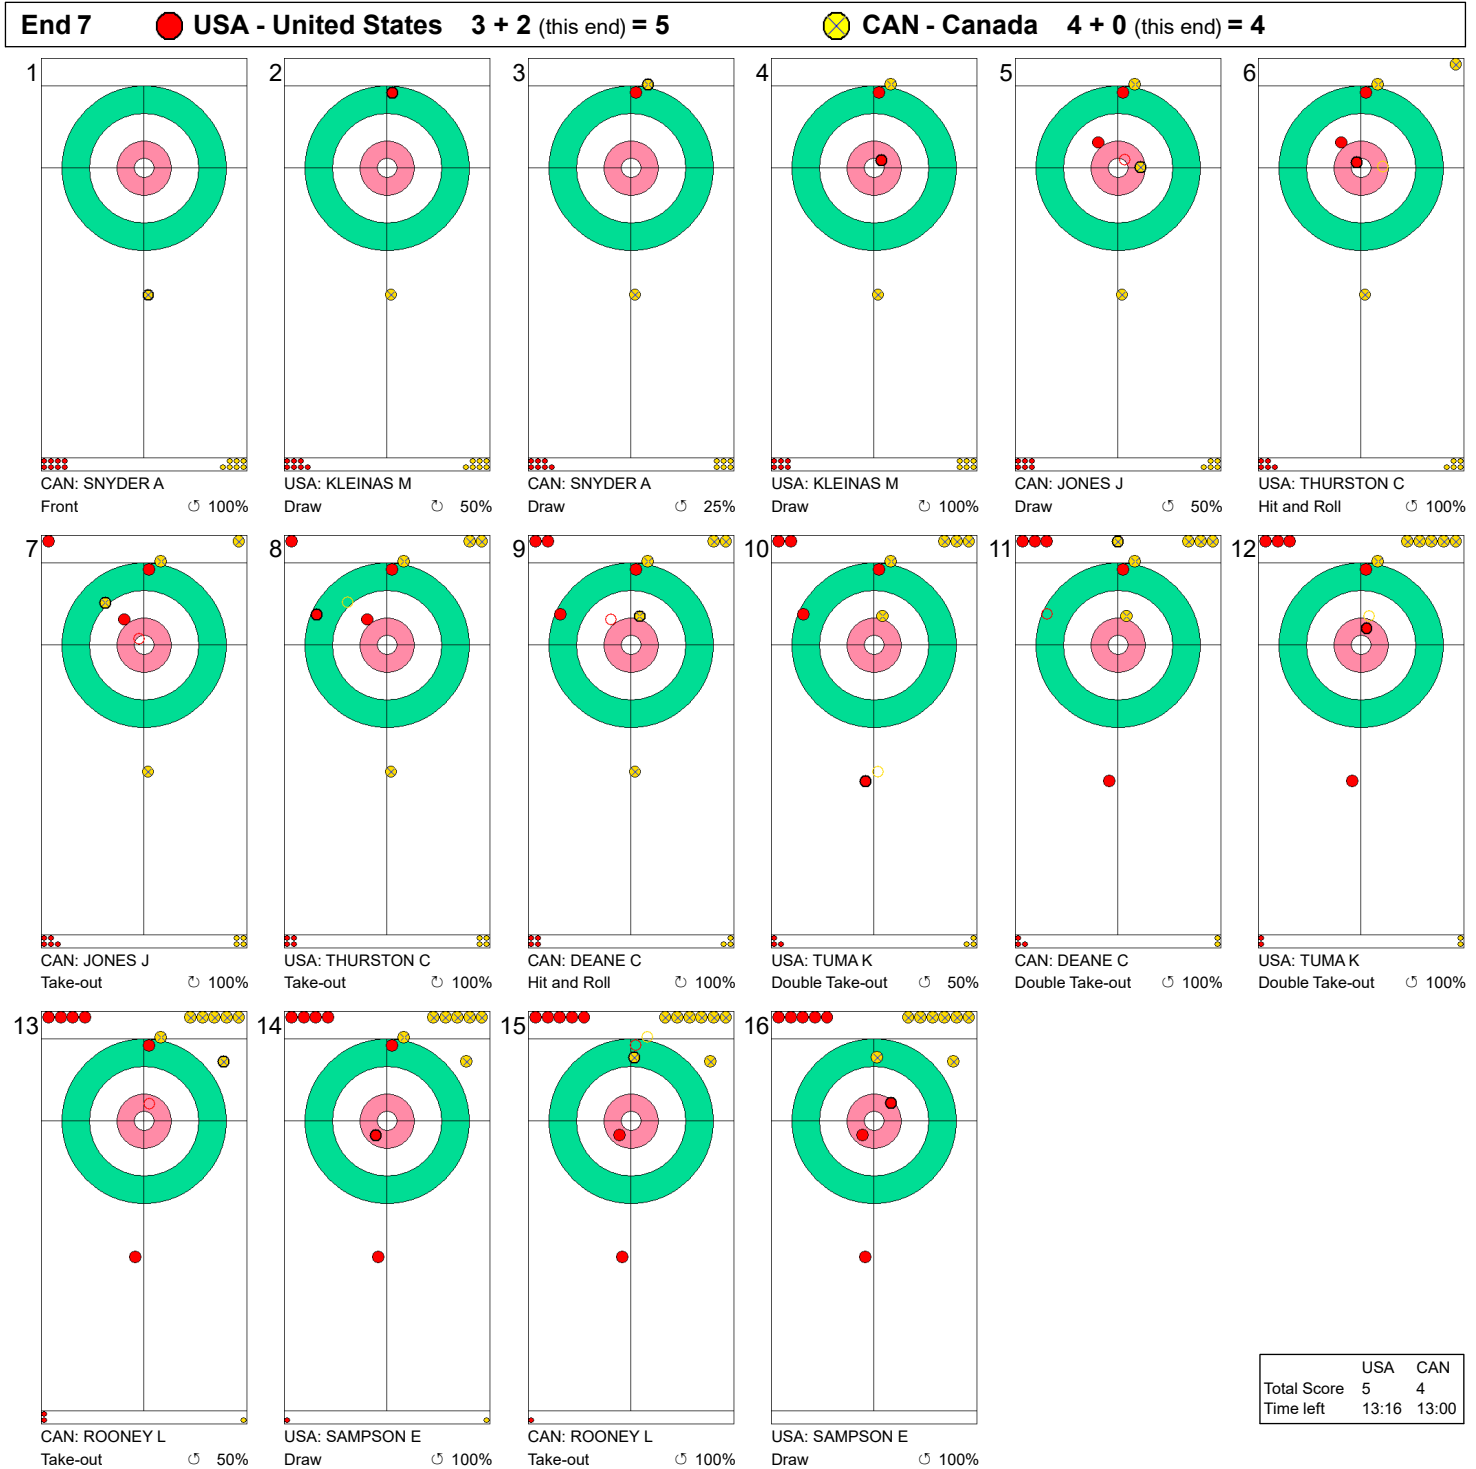 End 7 USA - United States 3 + 2 (this end) = 5 CAN - Canada 4 + 0 (this end) = 4
1 2 3 4 5 6
CAN: SNYDER A USA: KLEINAS M CAN: SNYDER A USA: KLEINAS M CAN: JONES J USA: THURSTON C
Front ↺ 100% Draw ↻ 50% Draw ↺ 25% Draw ↻ 100% Draw ↺ 50% Hit and Roll ↺ 100%
7 8 9 10 11 12
CAN: JONES J USA: THURSTON C CAN: DEANE C USA: TUMA K CAN: DEANE C USA: TUMA K
Take-out ↻ 100% Take-out ↻ 100% Hit and Roll ↻ 100% Double Take-out ↺ 50% Double Take-out ↺ 100% Double Take-out ↺ 100%
13 14 15 16
CAN: ROONEY L USA: SAMPSON E CAN: ROONEY L USA: SAMPSON E
Take-out ↺ 50% Draw ↺ 100% Take-out ↺ 100% Draw ↺ 100%
USA CAN
Total Score 5 4
Time left 13:16 13:00